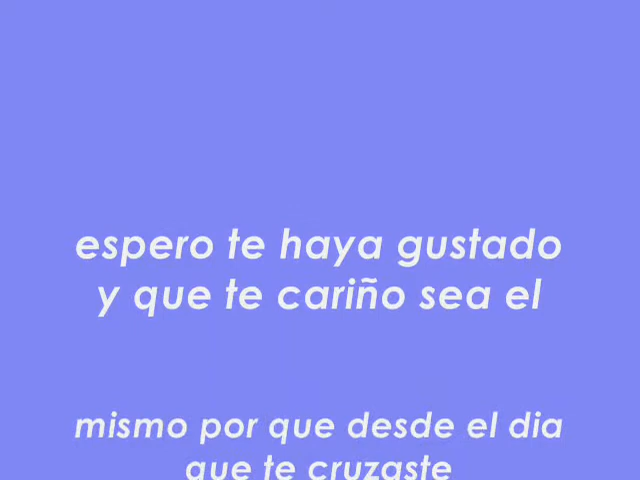 espero te haya gustado
y que te cariño sea el
mismo por que desde el dia
que te cruzaste